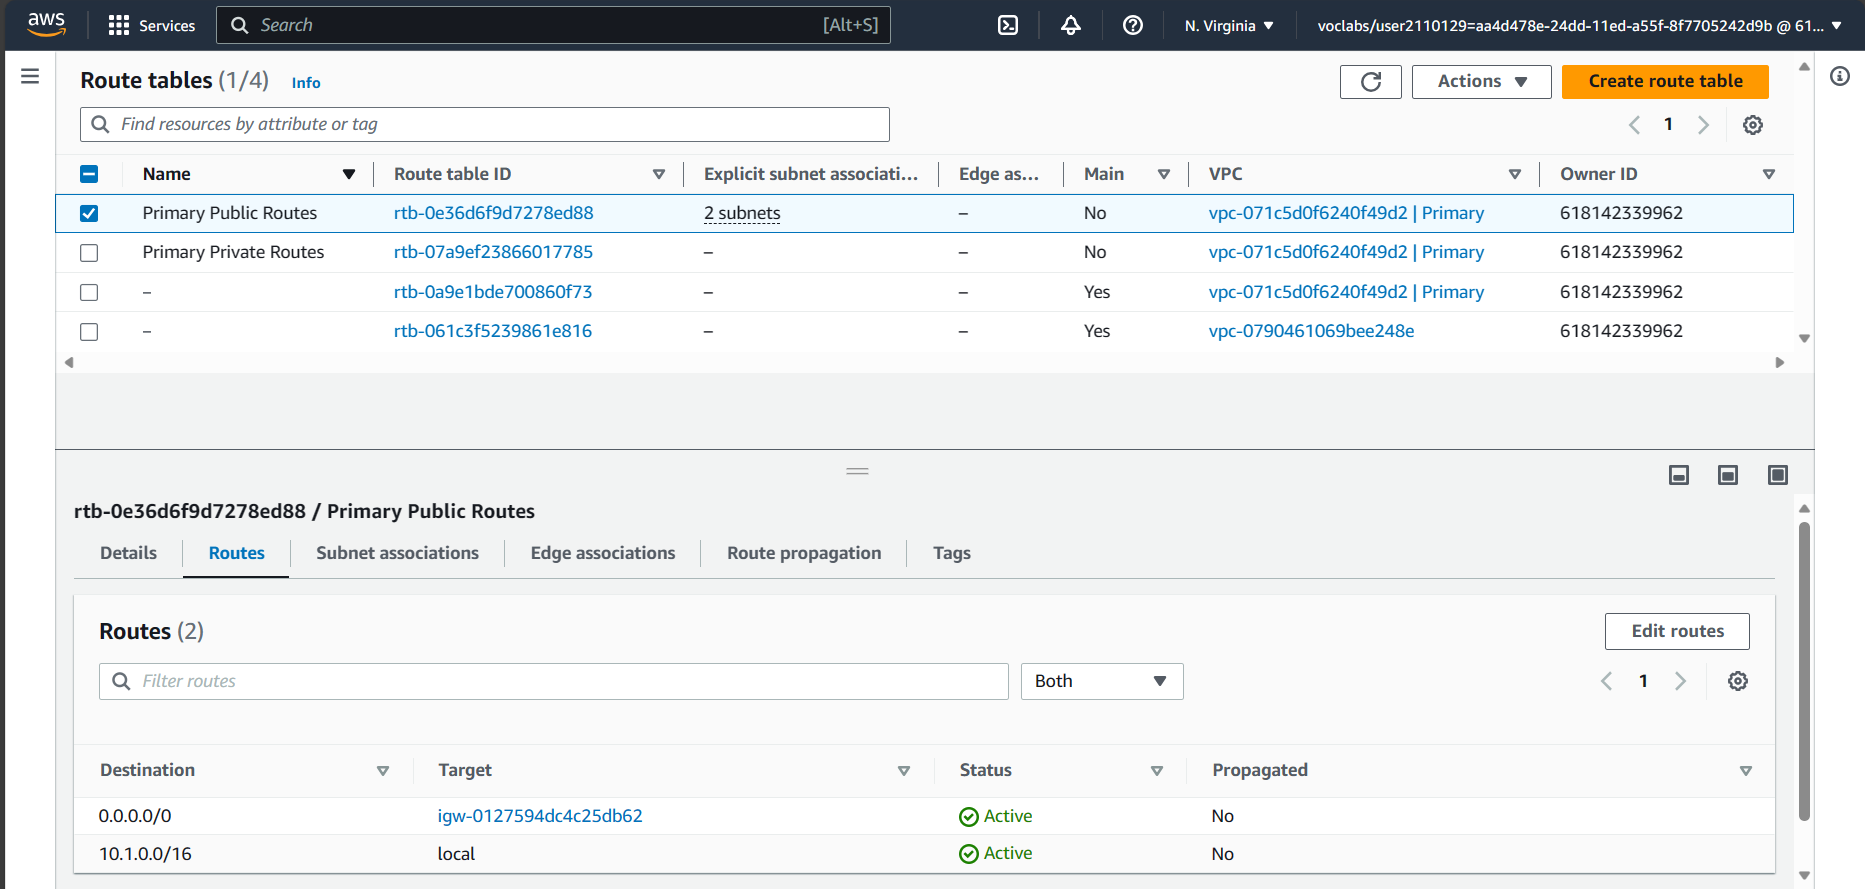 aws Services Search [Alt+S] N. Virginia voclabs/user2110129=aa4d478e-24dd-11ed-a55f-8f7705242d9b @ 61...
Route tables (1/4) Info Actions Create route table
Find resources by attribute or tag 1
Name Route table ID Explicit subnet associati... Edge as... Main VPC Owner ID
Primary Public Routes rtb-0e36d6f9d7278ed88 2 subnets – No vpc-071c5d0f6240f49d2 | Primary 618142339962
Primary Private Routes rtb-07a9ef23866017785 – – No vpc-071c5d0f6240f49d2 | Primary 618142339962
– rtb-0a9e1bde700860f73 – – Yes vpc-071c5d0f6240f49d2 | Primary 618142339962
– rtb-061c3f5239861e816 – – Yes vpc-0790461069bee248e 618142339962
rtb-0e36d6f9d7278ed88 / Primary Public Routes
Details Routes Subnet associations Edge associations Route propagation Tags
Routes (2) Edit routes
Filter routes Both 1
Destination Target Status Propagated
0.0.0.0/0 igw-0127594dc4c25db62 Active No
10.1.0.0/16 local Active No